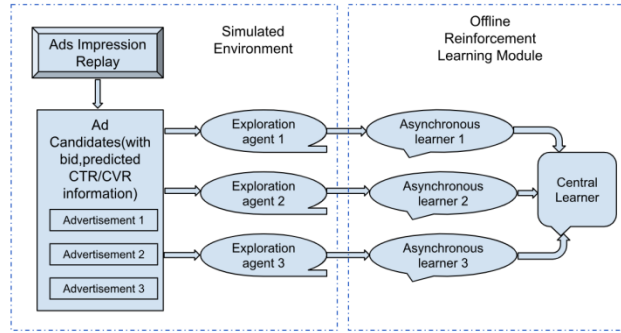 Simulated
Environment
Offline
Reinforcement
Learning Module
Ads Impression
Replay
Ad
Candidates(with
bid,predicted
CTR/CVR
information)
Advertisement 1
Advertisement 2
Advertisement 3
Exploration
agent 1
Exploration
agent 2
Exploration
agent 3
Asynchronous
learner 1
Asynchronous
learner 2
Asynchronous
learner 3
Central
Learner